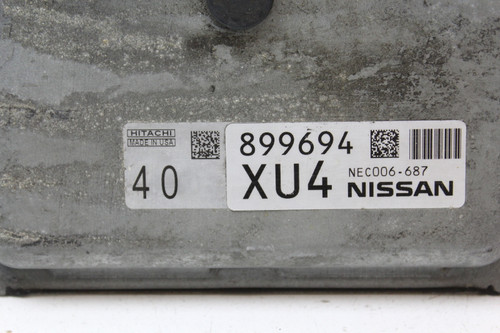 HITACHI
MADE IN USA
40
899694
XU4
NEC006-687
NISSAN